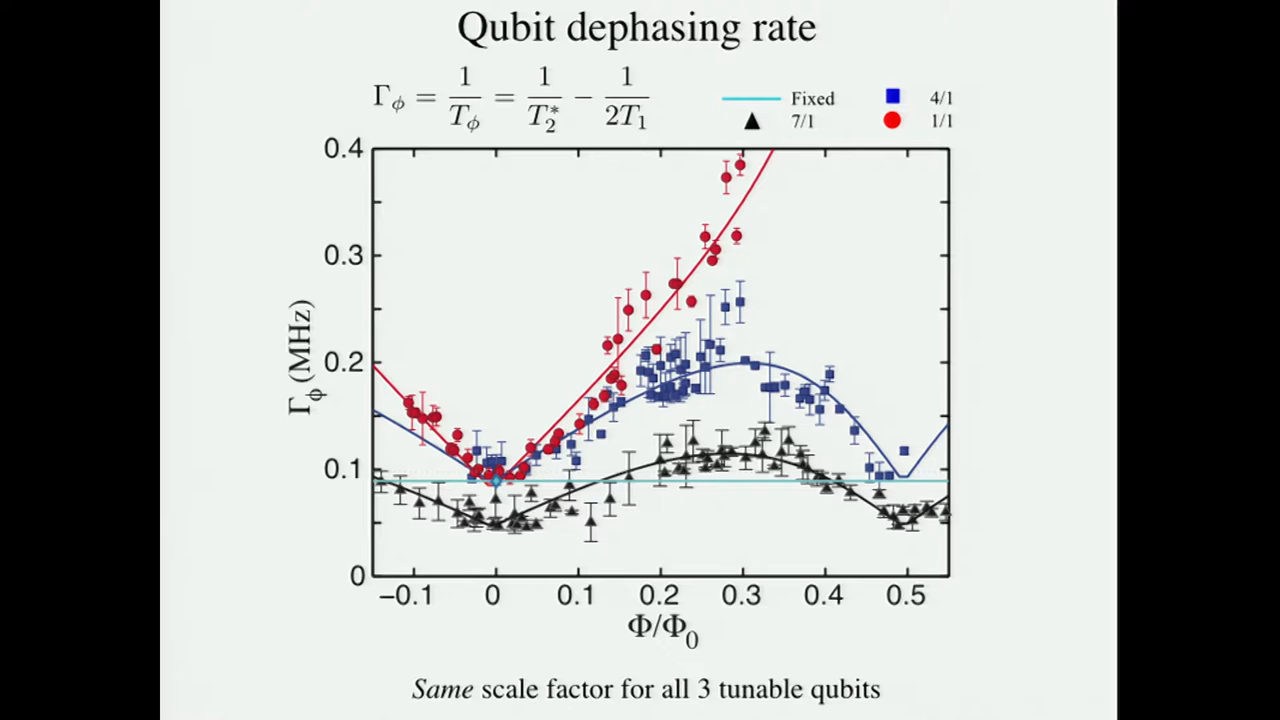 Qubit dephasing rate
Γ_ϕ = 1/T_ϕ = 1/T_2^* − 1/2T_1
Fixed
4/1
7/1
1/1
0.4
0.3
0.2
0.1
0
Γ_ϕ (MHz)
−0.1 0 0.1 0.2 0.3 0.4 0.5
Φ/Φ_0
Same scale factor for all 3 tunable qubits